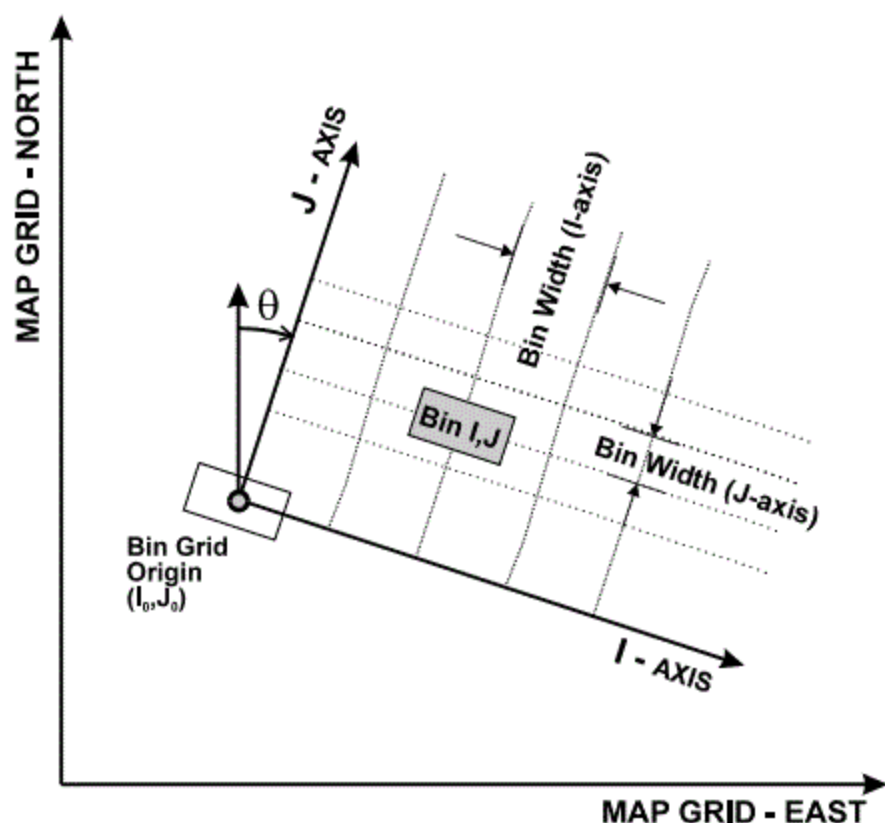 MAP GRID - NORTH
J - AXIS
θ
Bin Width (I-axis)
Bin I,J
Bin Width (J-axis)
Bin Grid
Origin
(I₀,J₀)
I - AXIS
MAP GRID - EAST